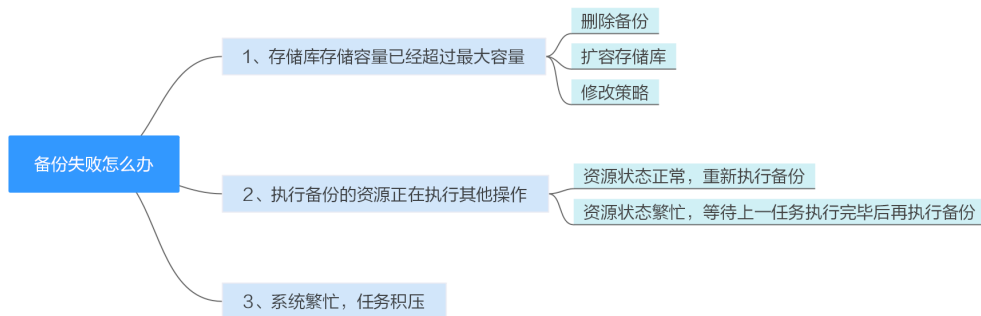 备份失败怎么办
1、存储库存储容量已经超过最大容量
删除备份
扩容存储库
修改策略
2、执行备份的资源正在执行其他操作
资源状态正常，重新执行备份
资源状态繁忙，等待上一任务执行完毕后再执行备份
3、系统繁忙，任务积压